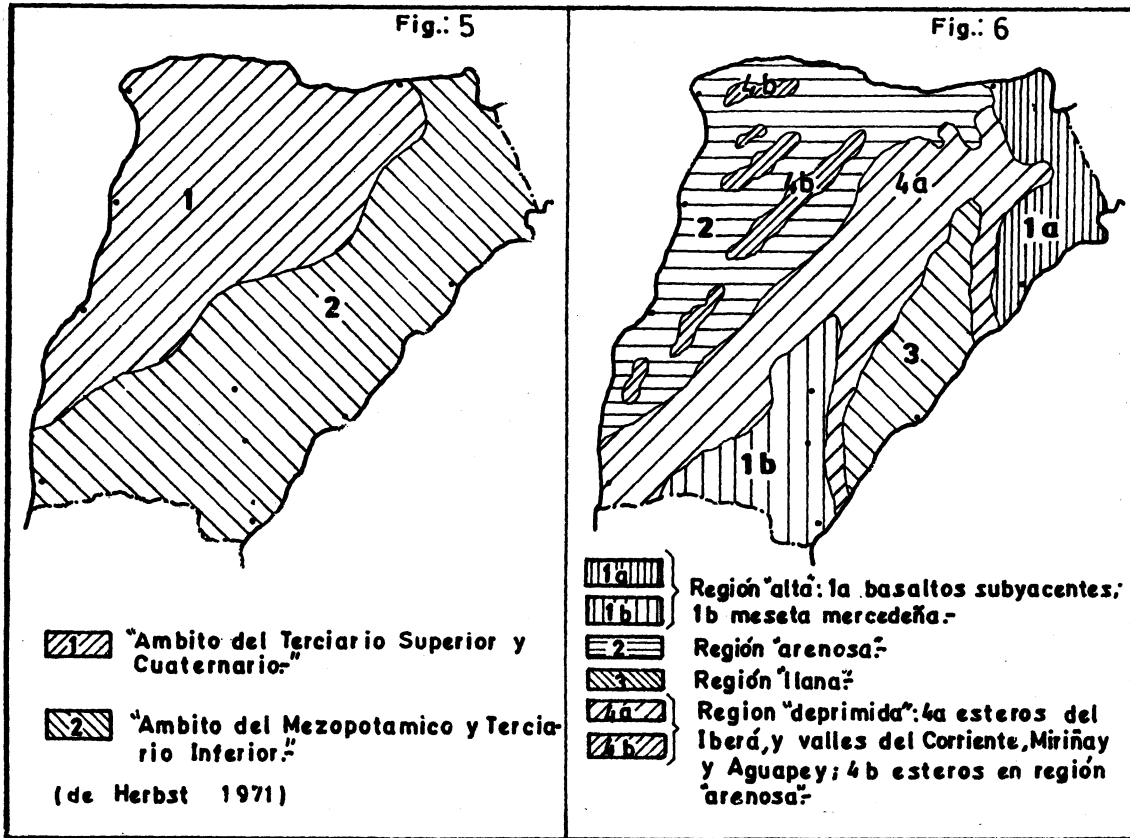 Fig.: 5
1
2
1 "Ambito del Terciario Superior y
Cuaternario.-"
2 "Ambito del Mezopotamico y Tercia-
rio Inferior."-
(de Herbst 1971)
Fig.: 6
4b
4b
4a
2
1a
3
1b
1a
1b
Región "alta": 1a basaltos subyacentes;
1b meseta mercedeña.-
2 Región "arenosa".-
3 Región "llana".-
4a
4b
Region "deprimida": 4a esteros del
Iberá, y valles del Corriente, Miriñay
y Aguapey; 4b esteros en región
"arenosa".-